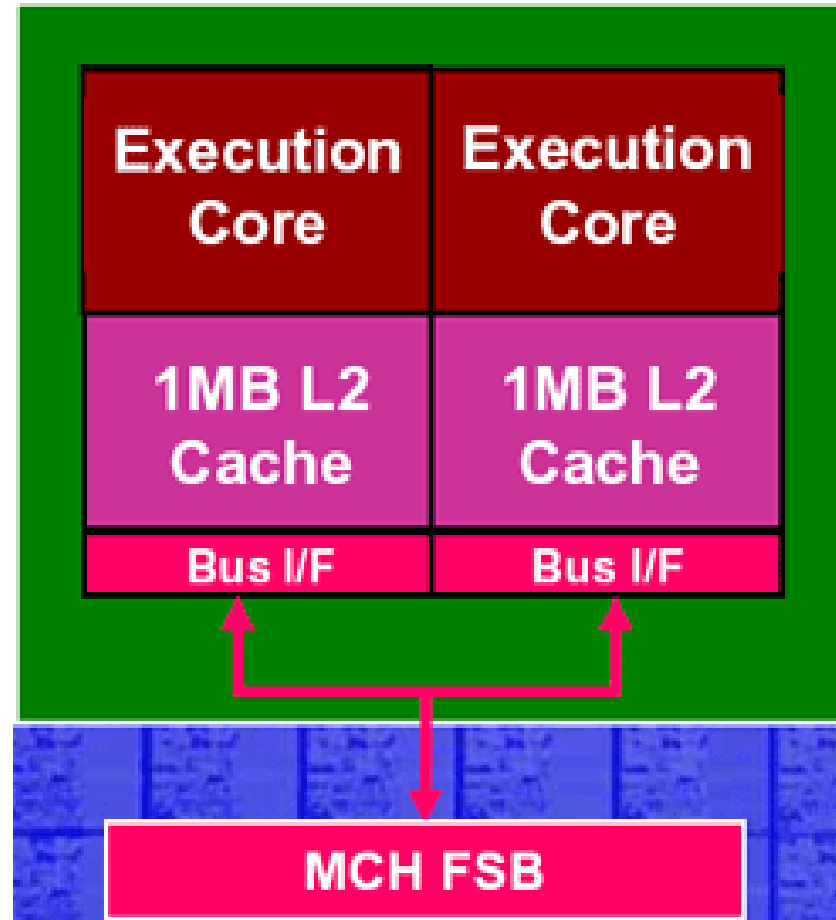 Execution
Core
Execution
Core
1MB L2
Cache
1MB L2
Cache
Bus I/F
Bus I/F
MCH FSB